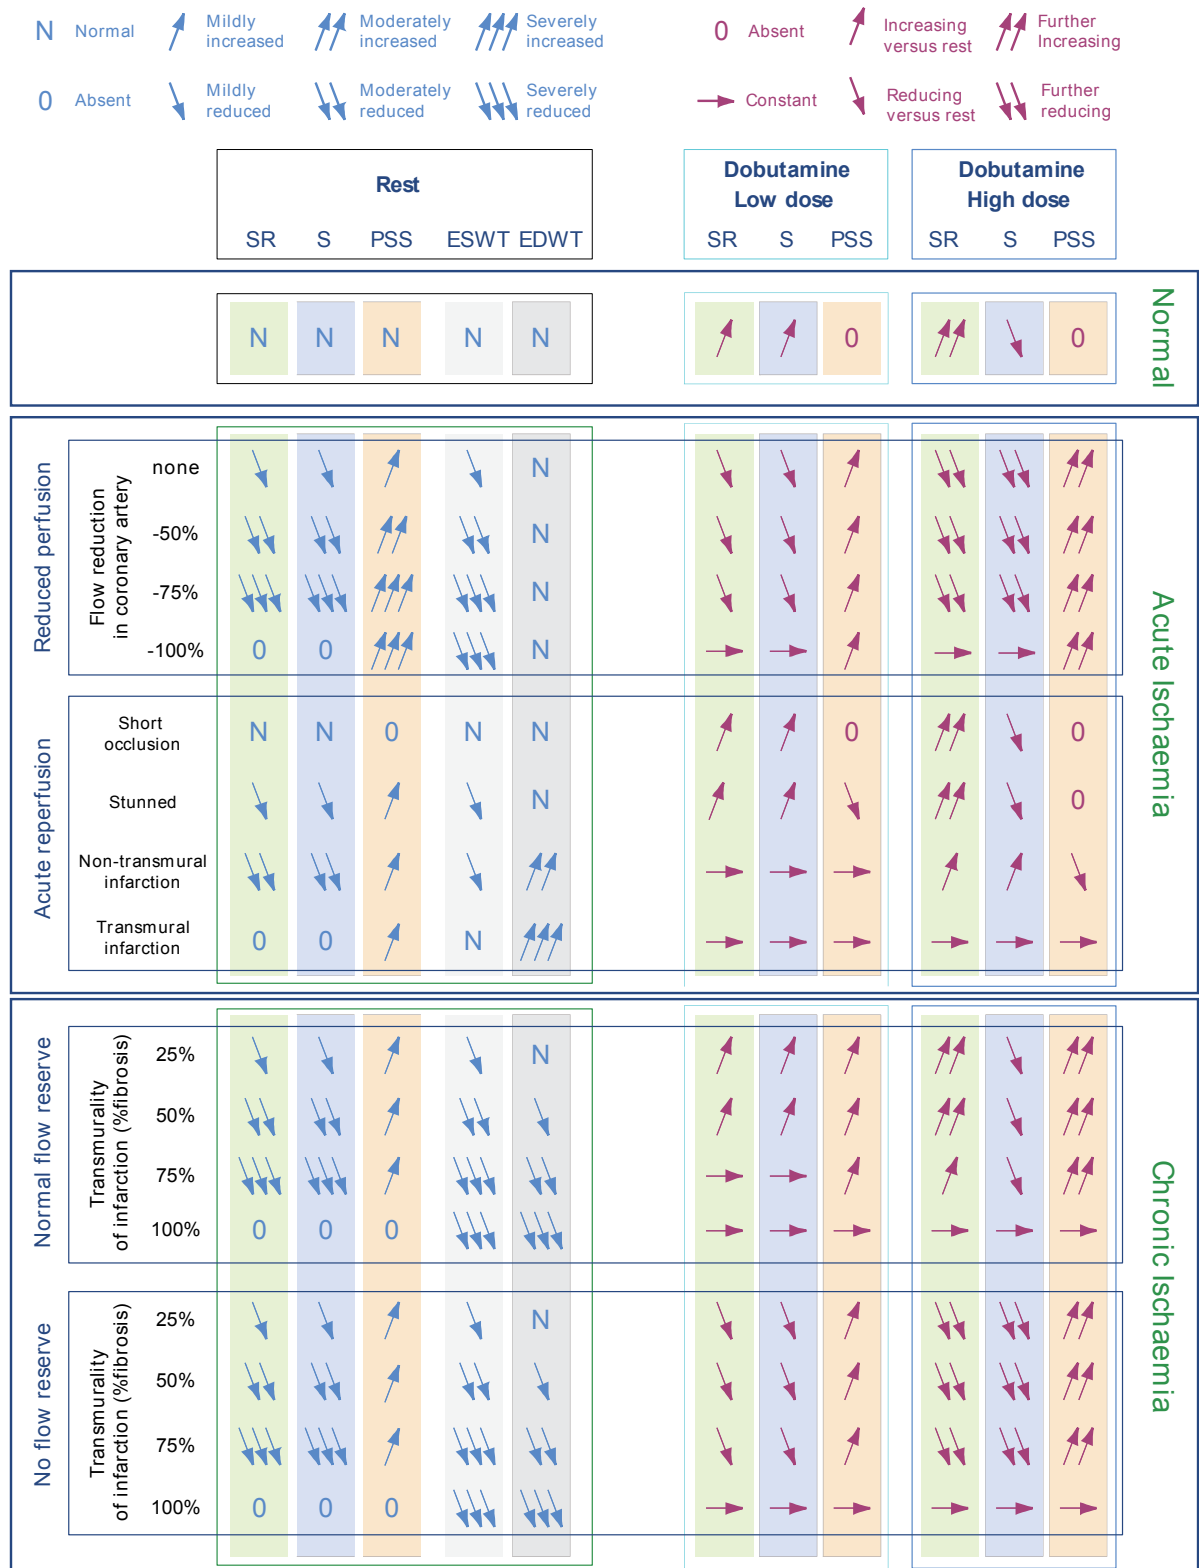 N Normal Mildly increased Moderately increased Severely increased
0 Absent Mildly reduced Moderately reduced Severely reduced
0 Absent Increasing versus rest Further Increasing
Constant Reducing versus rest Further reducing
Rest
SR S PSS ESWT EDWT
Dobutamine
Low dose
SR S PSS
Dobutamine
High dose
SR S PSS
N N N N N 0 0
Normal
Reduced perfusion
Flow reduction
in coronary artery
none N
-50% N
-75% N
-100% 0 0 N
Acute reperfusion
Short
occlusion
N N 0 N N 0 0
Stunned N 0
Non-transmural
infarction
Transmural
infarction
0 0 N
Acute Ischaemia
Normal flow reserve
Transmurality
of infarction (%fibrosis)
25% N
50%
75%
100% 0 0 0
No flow reserve
Transmurality
of infarction (%fibrosis)
25% N
50%
75%
100% 0 0 0
Chronic Ischaemia